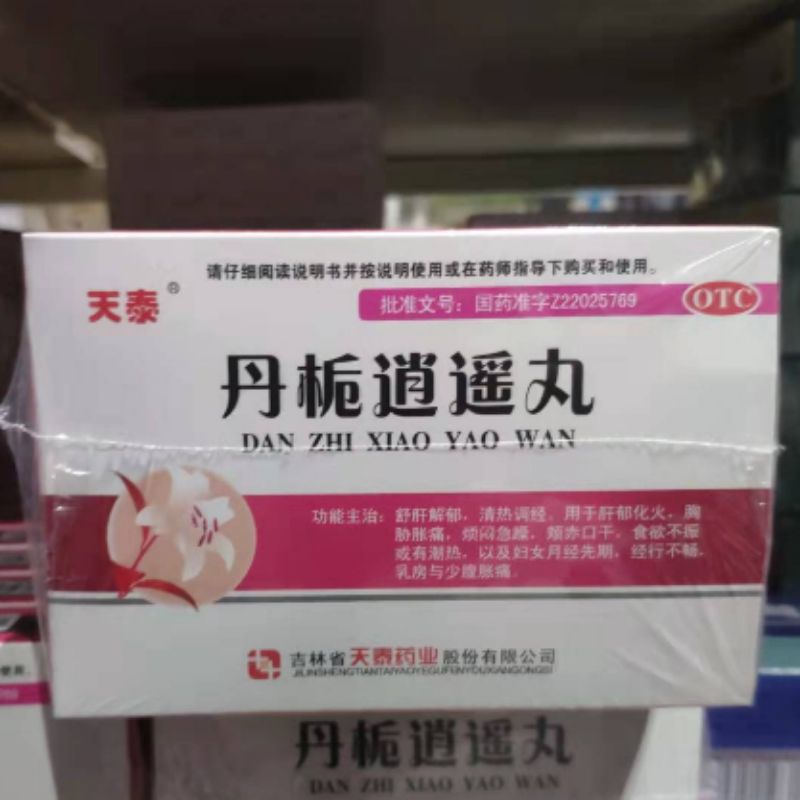 请仔细阅读说明书并按说明使用或在药师指导下购买和使用。
天泰®
批准文号：国药准字Z22025769
OTC
丹栀逍遥丸
DAN ZHI XIAO YAO WAN
功能主治：舒肝解郁，清热调经。用于肝郁化火，胸
胁胀痛，烦闷急躁，颊赤口干，食欲不振
或有潮热，以及妇女月经先期，经行不畅，
乳房与少腹胀痛。
吉林省天泰药业股份有限公司
JILINSHENGTIANTAIYAOYEGUFENYOUXIANGONGSI
丹栀逍遥丸
DAN ZHI XIAO YAO WAN